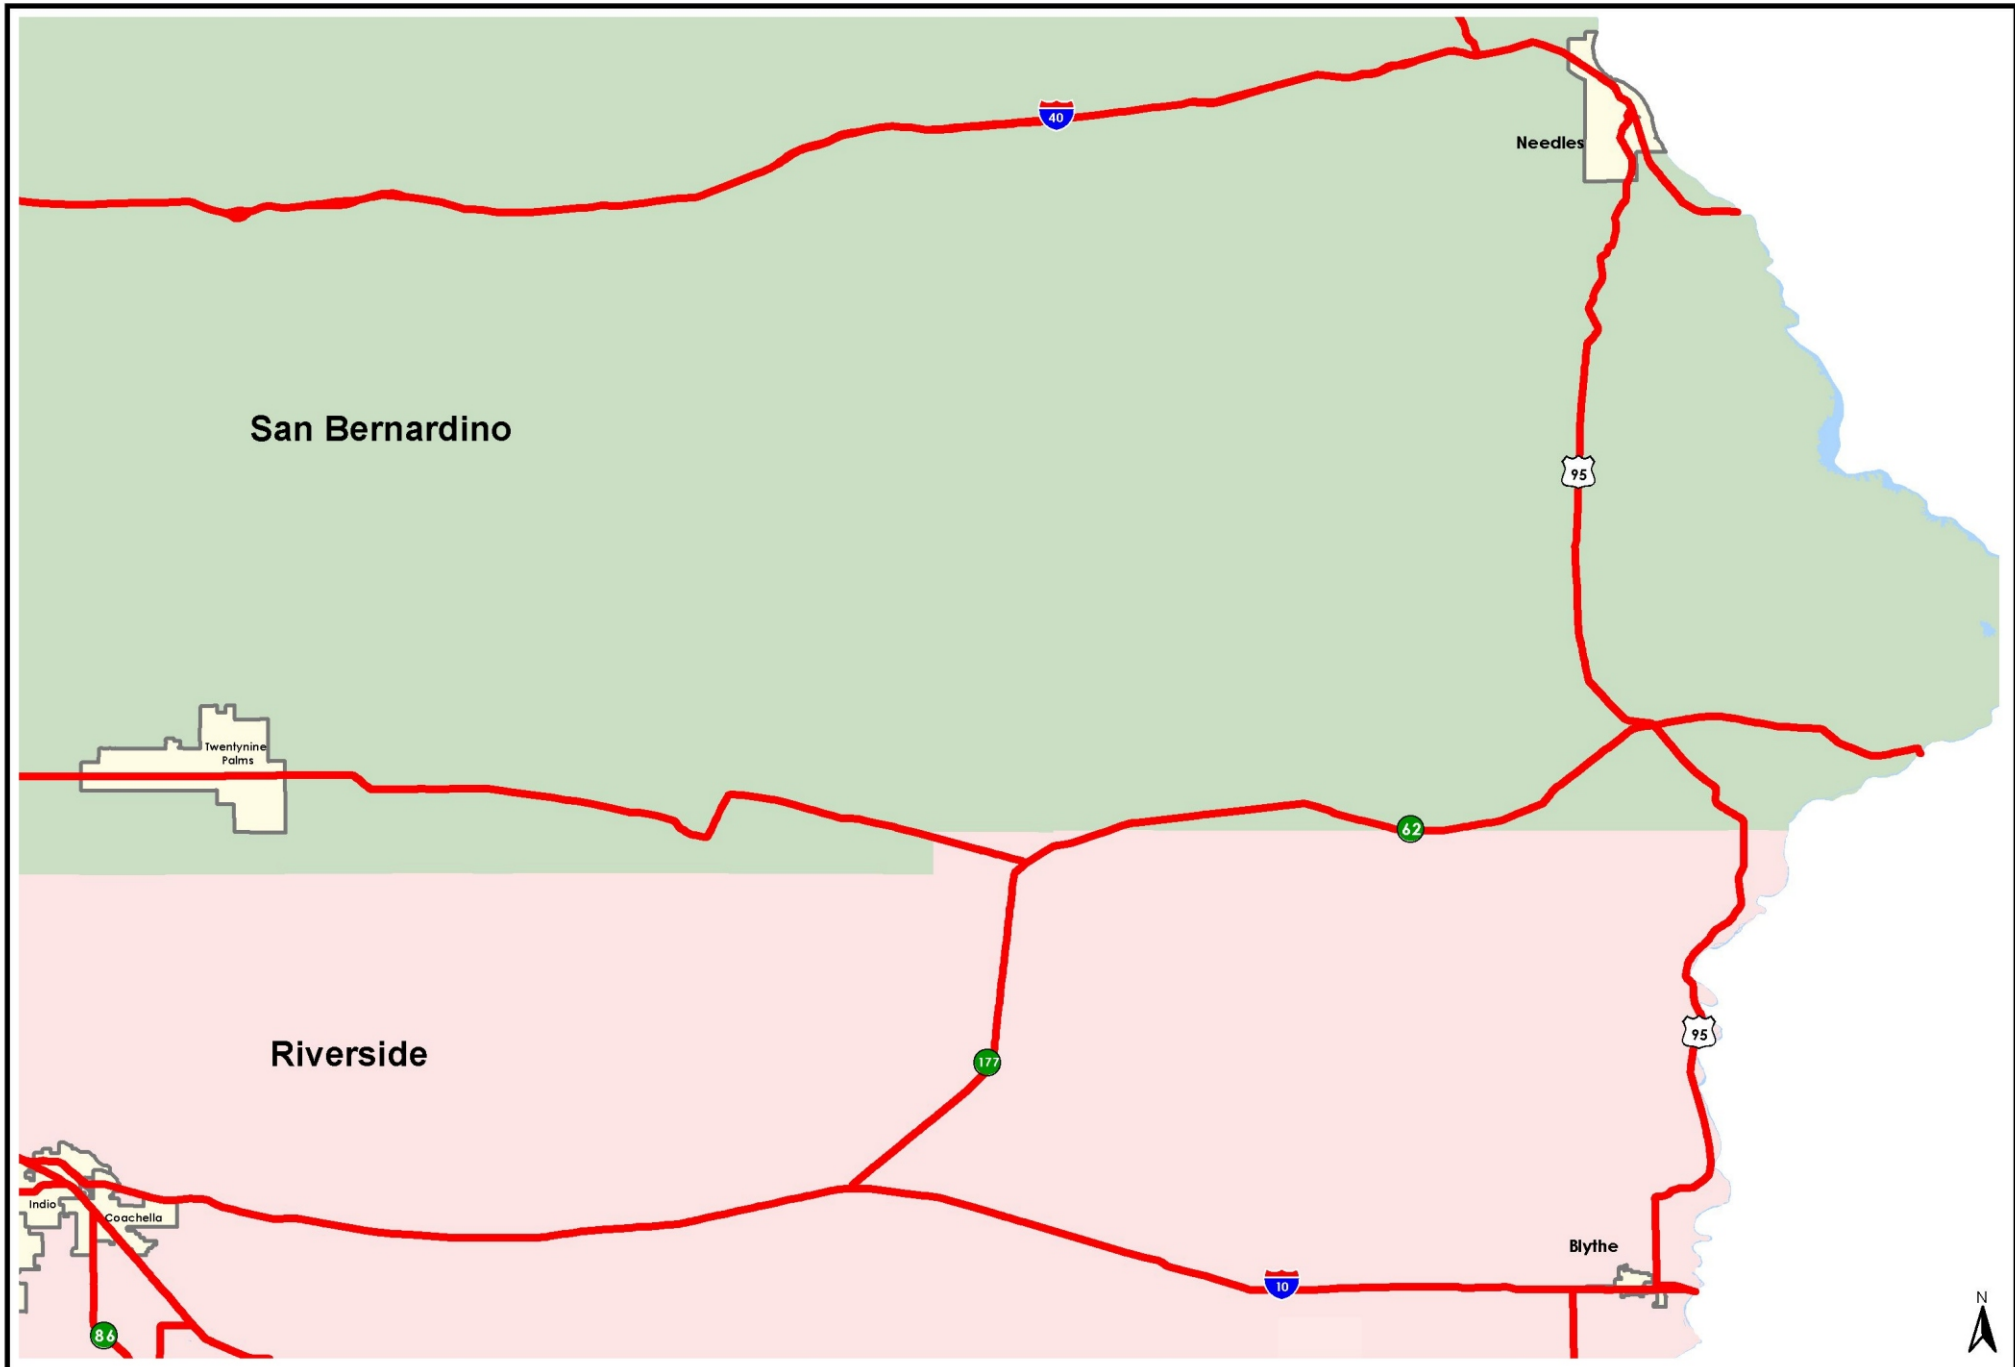 40
Needles
San Bernardino
95
Twentynine
Palms
62
Riverside
95
177
Indio
Coachella
Blythe
10
N
86